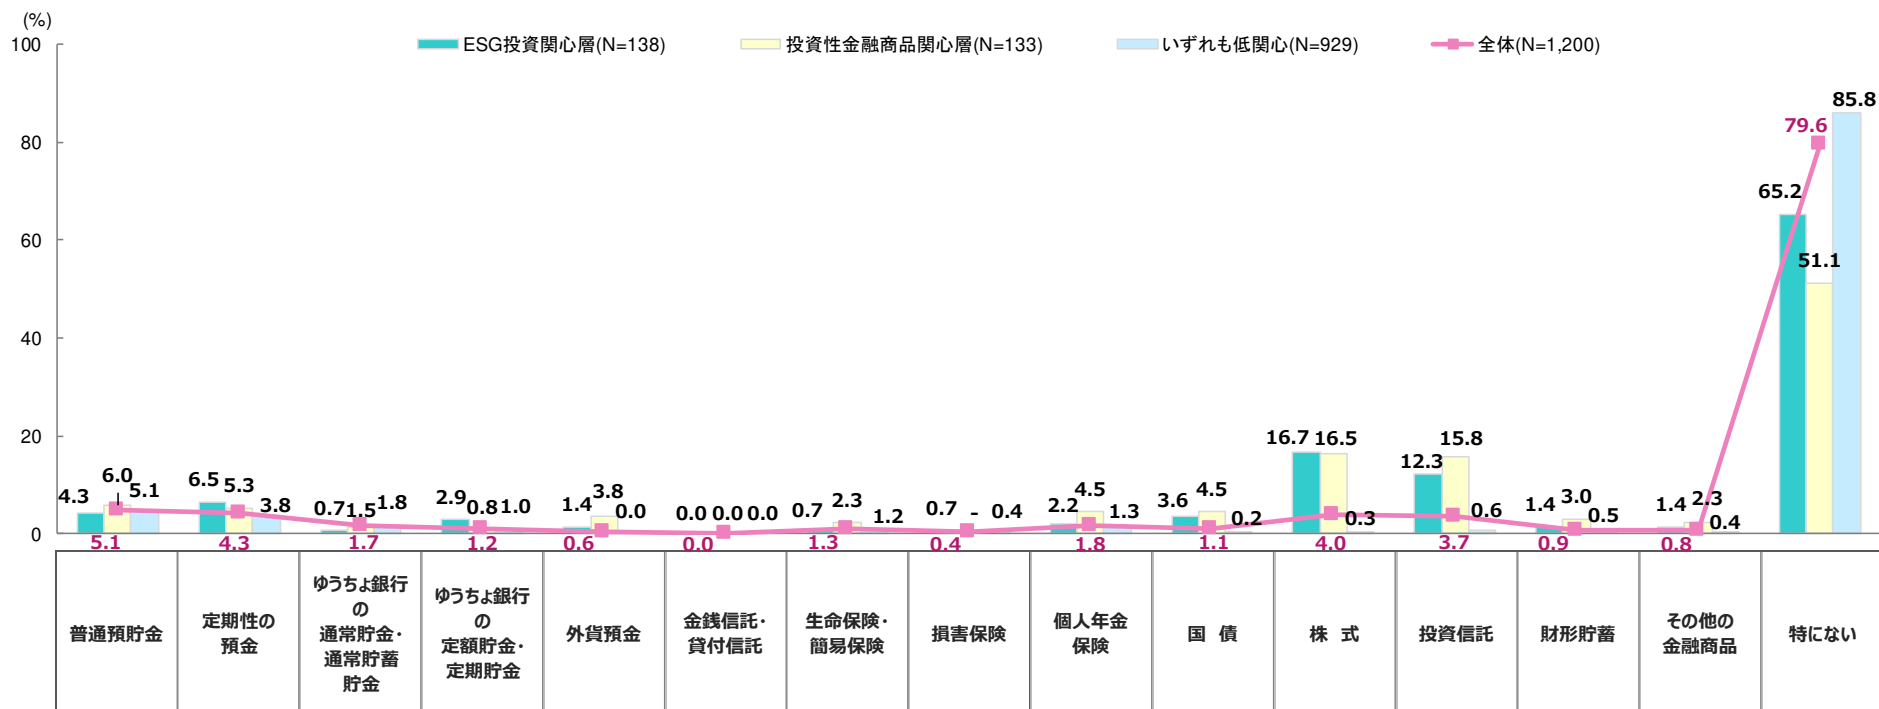 (%)
100
80
60
40
20
0
ESG投資関心層(N=138)
投資性金融商品関心層(N=133)
いずれも低関心(N=929)
全体(N=1,200)
4.3 6.0 5.1
6.5 5.3 3.8
0.7 1.5 1.8
2.9 0.8 1.0
1.4 3.8 0.0
0.0 0.0 0.0
0.7 2.3 1.2
0.7 - 0.4
2.2 4.5 1.3
3.6 4.5 0.2
16.7 16.5 0.3
12.3 15.8 0.6
1.4 3.0 0.5
1.4 2.3 0.4
65.2 51.1 85.8
79.6
5.1 4.3 1.7 1.2 0.6 0.0 1.3 0.4 1.8 1.1 4.0 3.7 0.9 0.8
普通預貯金
定期性の
預金
ゆうちょ銀行
の
通常貯金・
通常貯蓄
貯金
ゆうちょ銀行
の
定額貯金・
定期貯金
外貨預金
金銭信託・
貸付信託
生命保険・
簡易保険
損害保険
個人年金
保険
国　債
株　式
投資信託
財形貯蓄
その他の
金融商品
特にない